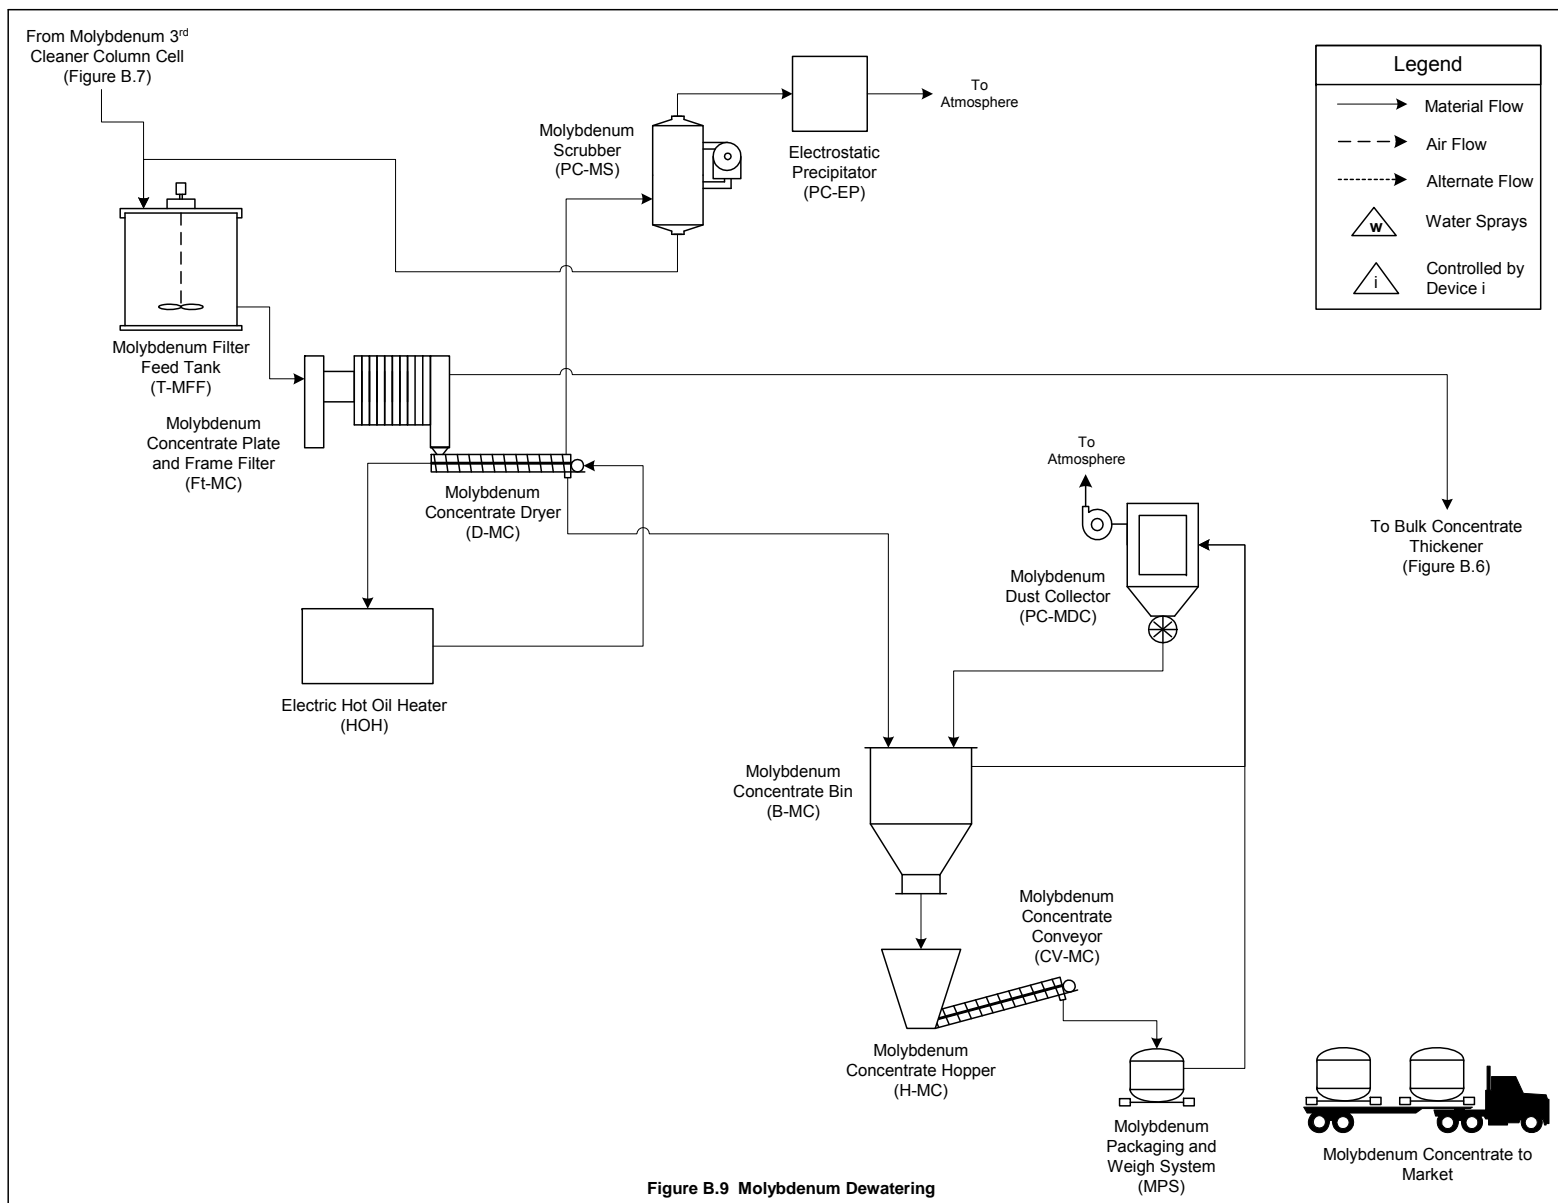 From Molybdenum 3rd
Cleaner Column Cell
(Figure B.7)
Molybdenum
Scrubber
(PC-MS)
Electrostatic
Precipitator
(PC-EP)
To
Atmosphere
Legend
Material Flow
Air Flow
Alternate Flow
W
Water Sprays
i
Controlled by
Device i
Molybdenum Filter
Feed Tank
(T-MFF)
Molybdenum
Concentrate Plate
and Frame Filter
(Ft-MC)
Molybdenum
Concentrate Dryer
(D-MC)
To
Atmosphere
Molybdenum
Dust Collector
(PC-MDC)
To Bulk Concentrate
Thickener
(Figure B.6)
Electric Hot Oil Heater
(HOH)
Molybdenum
Concentrate Bin
(B-MC)
Molybdenum
Concentrate
Conveyor
(CV-MC)
Molybdenum
Concentrate Hopper
(H-MC)
Molybdenum
Packaging and
Weigh System
(MPS)
Molybdenum Concentrate to
Market
Figure B.9 Molybdenum Dewatering